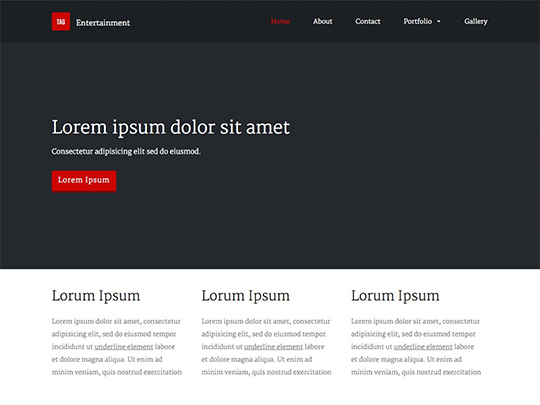 TAG Entertainment Home About Contact Portfolio Gallery
Lorem ipsum dolor sit amet
Consectetur adipisicing elit sed do eiusmod.
Lorem Ipsum
Lorum Ipsum
Lorem ipsum dolor sit amet, consectetur
adipisicing elit, sed do eiusmod tempor
incididunt ut underline element labore
et dolore magna aliqua. Ut enim ad
minim veniam, quis nostrud exercitation
Lorum Ipsum
Lorem ipsum dolor sit amet, consectetur
adipisicing elit, sed do eiusmod tempor
incididunt ut underline element labore
et dolore magna aliqua. Ut enim ad
minim veniam, quis nostrud exercitation
Lorum Ipsum
Lorem ipsum dolor sit amet, consectetur
adipisicing elit, sed do eiusmod tempor
incididunt ut underline element labore
et dolore magna aliqua. Ut enim ad
minim veniam, quis nostrud exercitation